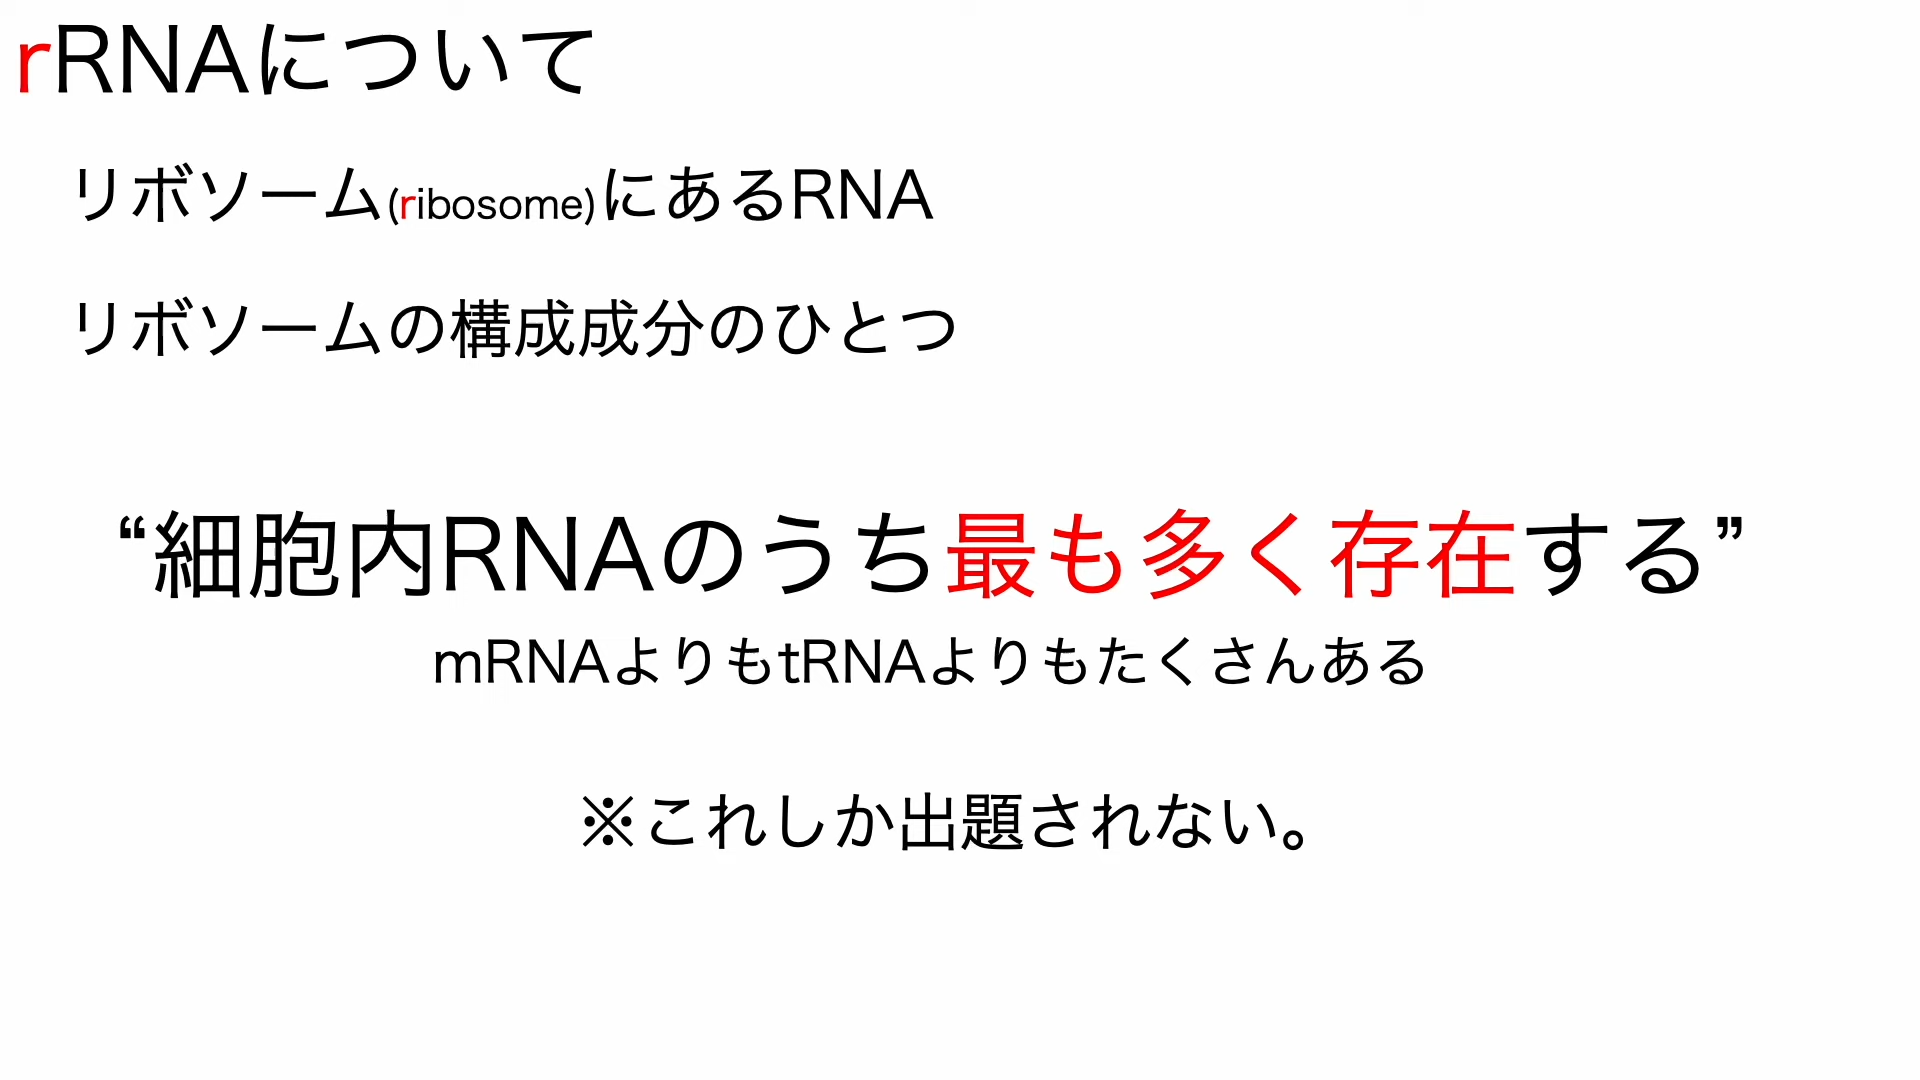 rRNAについて
リボソーム(ribosome)にあるRNA
リボソームの構成成分のひとつ
“細胞内RNAのうち最も多く存在する”
mRNAよりもtRNAよりもたくさんある
※これしか出題されない。